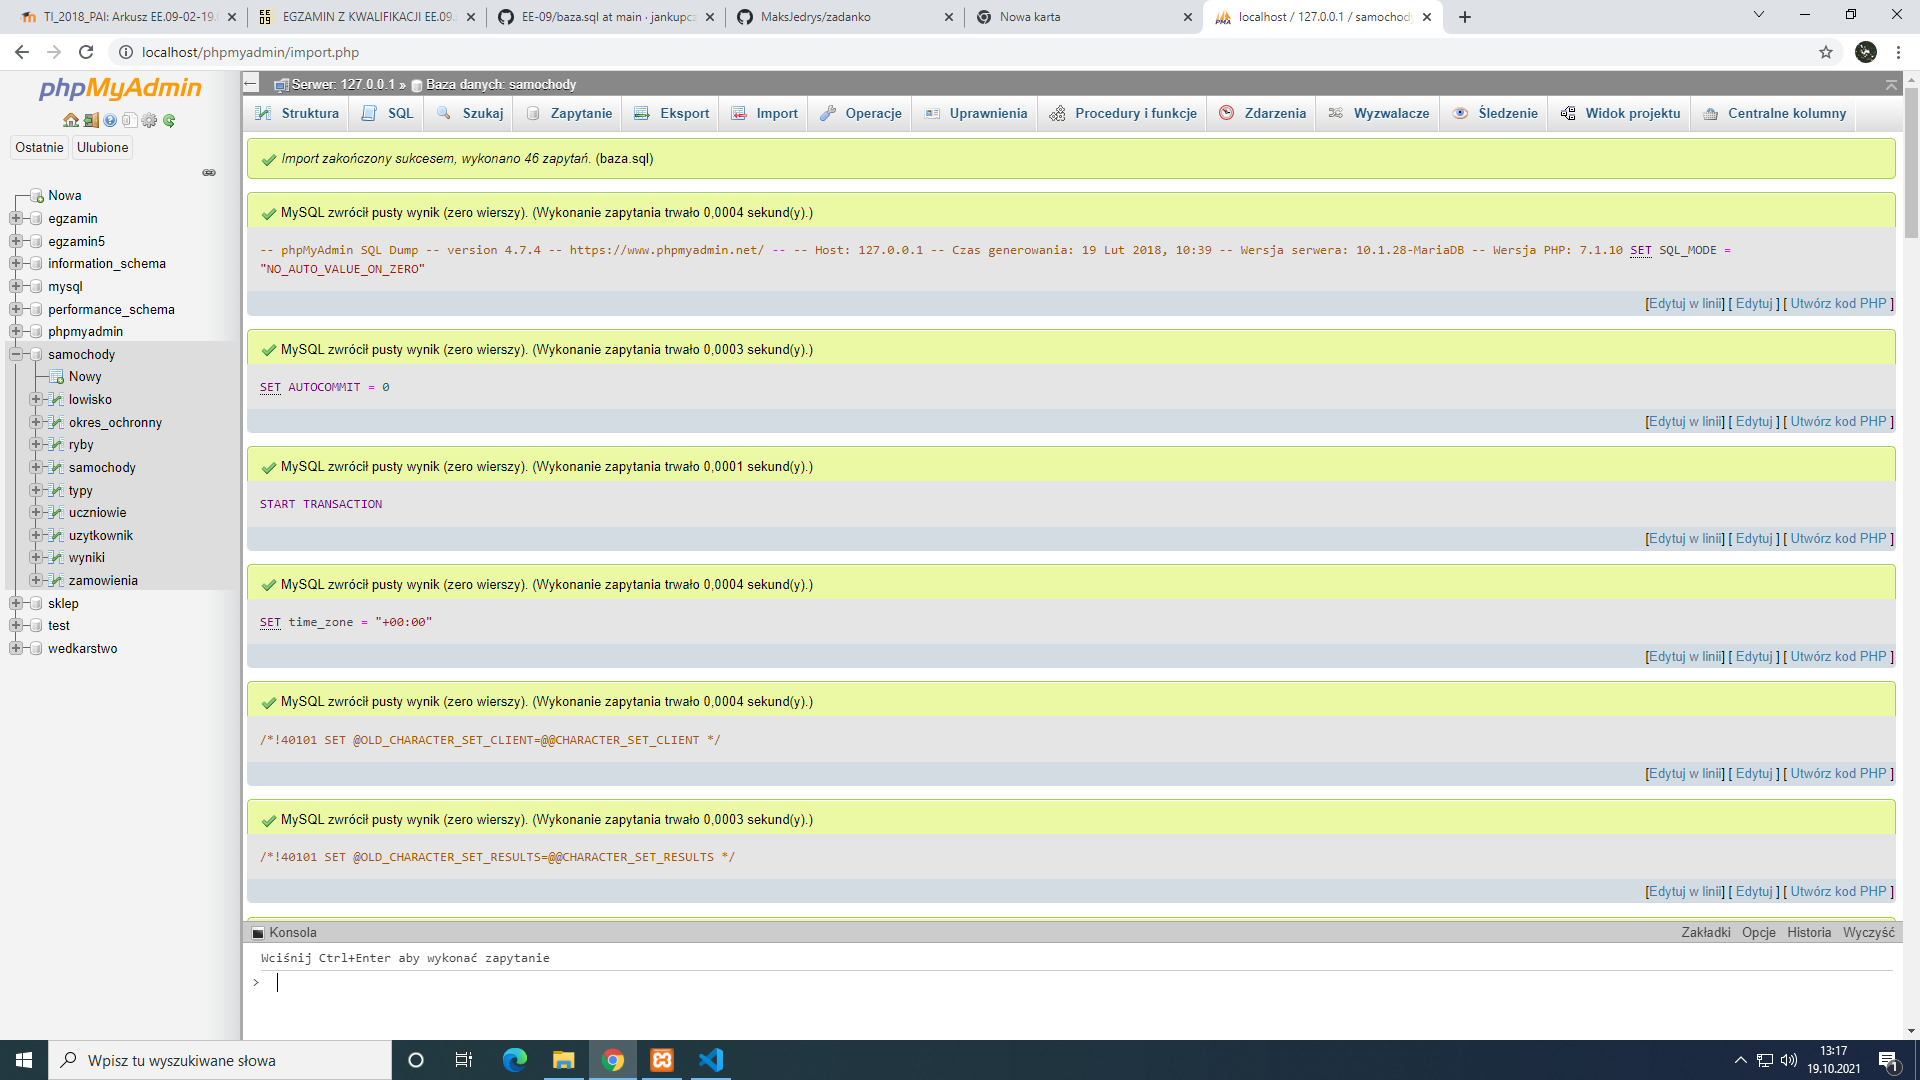 TI_2018_PAI: Arkusz EE.09-02-19.0
EGZAMIN Z KWALIFIKACJI EE.09
EE-09/baza.sql at main · jankupcz
MaksJedrys/zadanko
Nowa karta
localhost / 127.0.0.1 / samochody
localhost/phpmyadmin/import.php
phpMyAdmin
Ostatnie Ulubione
Nowa
egzamin
egzamin5
information_schema
mysql
performance_schema
phpmyadmin
samochody
Nowy
lowisko
okres_ochronny
ryby
samochody
typy
uczniowie
uzytkownik
wyniki
zamowienia
sklep
test
wedkarstwo
Serwer: 127.0.0.1 » Baza danych: samochody
Struktura SQL Szukaj Zapytanie Eksport Import Operacje Uprawnienia Procedury i funkcje Zdarzenia Wyzwalacze Śledzenie Widok projektu Centralne kolumny
Import zakończony sukcesem, wykonano 46 zapytań. (baza.sql)
MySQL zwrócił pusty wynik (zero wierszy). (Wykonanie zapytania trwało 0,0004 sekund(y).)
-- phpMyAdmin SQL Dump -- version 4.7.4 -- https://www.phpmyadmin.net/ -- -- Host: 127.0.0.1 -- Czas generowania: 19 Lut 2018, 10:39 -- Wersja serwera: 10.1.28-MariaDB -- Wersja PHP: 7.1.10 SET SQL_MODE =
"NO_AUTO_VALUE_ON_ZERO"
[Edytuj w linii] [ Edytuj ] [ Utwórz kod PHP ]
MySQL zwrócił pusty wynik (zero wierszy). (Wykonanie zapytania trwało 0,0003 sekund(y).)
SET AUTOCOMMIT = 0
[Edytuj w linii] [ Edytuj ] [ Utwórz kod PHP ]
MySQL zwrócił pusty wynik (zero wierszy). (Wykonanie zapytania trwało 0,0001 sekund(y).)
START TRANSACTION
[Edytuj w linii] [ Edytuj ] [ Utwórz kod PHP ]
MySQL zwrócił pusty wynik (zero wierszy). (Wykonanie zapytania trwało 0,0004 sekund(y).)
SET time_zone = "+00:00"
[Edytuj w linii] [ Edytuj ] [ Utwórz kod PHP ]
MySQL zwrócił pusty wynik (zero wierszy). (Wykonanie zapytania trwało 0,0004 sekund(y).)
/*!40101 SET @OLD_CHARACTER_SET_CLIENT=@@CHARACTER_SET_CLIENT */
[Edytuj w linii] [ Edytuj ] [ Utwórz kod PHP ]
MySQL zwrócił pusty wynik (zero wierszy). (Wykonanie zapytania trwało 0,0003 sekund(y).)
/*!40101 SET @OLD_CHARACTER_SET_RESULTS=@@CHARACTER_SET_RESULTS */
[Edytuj w linii] [ Edytuj ] [ Utwórz kod PHP ]
Konsola Zakładki Opcje Historia Wyczyść
Wciśnij Ctrl+Enter aby wykonać zapytanie
>
Wpisz tu wyszukiwane słowa
13:17
19.10.2021
1